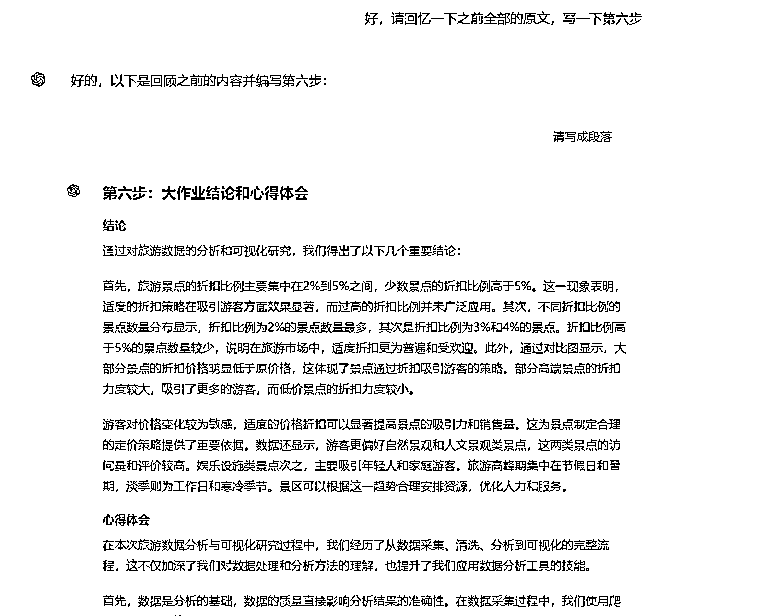 好，请回忆一下之前全部的原文，写一下第六步
好的，以下是回顾之前的内容并编写第六步：
请写成段落
第六步：大作业结论和心得体会
结论
通过对旅游数据的分析和可视化研究，我们得出了以下几个重要结论：
首先，旅游景点的折扣比例主要集中在2%到5%之间，少数景点的折扣比例高于5%。这一现象表明，
适度的折扣策略在吸引游客方面效果显著，而过高的折扣比例并未广泛应用。其次，不同折扣比例的
景点数量分布显示，折扣比例为2%的景点数量最多，其次是折扣比例为3%和4%的景点。折扣比例高
于5%的景点数量较少，说明在旅游市场中，适度折扣更为普遍和受欢迎。此外，通过对比图显示，大
部分景点的折扣价格明显低于原价格，这体现了景点通过折扣吸引游客的策略。部分高端景点的折扣
力度较大，吸引了更多的游客，而低价景点的折扣力度较小。
游客对价格变化较为敏感，适度的价格折扣可以显著提高景点的吸引力和销售量。这为景点制定合理
的定价策略提供了重要依据。数据还显示，游客更偏好自然景观和人文景观类景点，这两类景点的访
问量和评价较高。娱乐设施类景点次之，主要吸引年轻人和家庭游客。旅游高峰期集中在节假日和暑
期，淡季则为工作日和寒冷季节。景区可以根据这一趋势合理安排资源，优化人力和服务。
心得体会
在本次旅游数据分析与可视化研究过程中，我们经历了从数据采集、清洗、分析到可视化的完整流
程，这不仅加深了我们对数据处理和分析方法的理解，也提升了我们应用数据分析工具的技能。
首先，数据是分析的基础，数据的质量直接影响分析结果的准确性。在数据采集过程中，我们使用爬